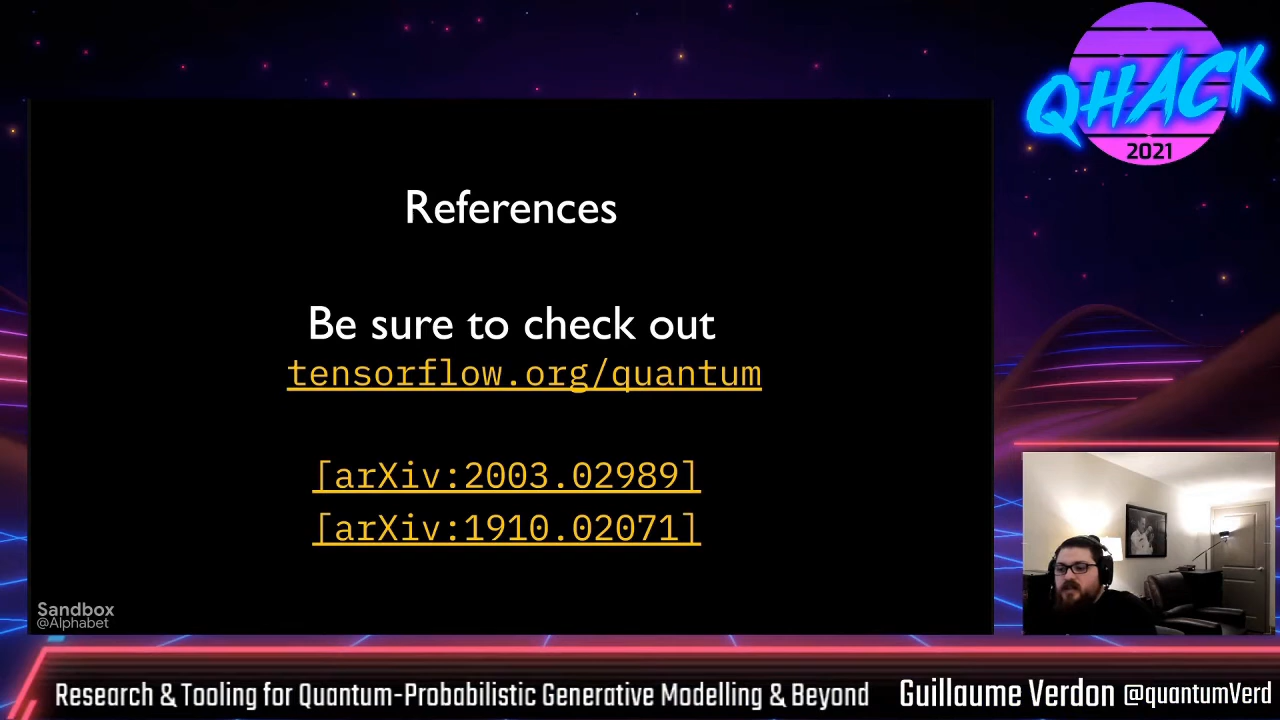 QHACK
2021
References
Be sure to check out
tensorflow.org/quantum
[arXiv:2003.02989]
[arXiv:1910.02071]
Sandbox
@Alphabet
Research & Tooling for Quantum-Probabilistic Generative Modelling & Beyond
Guillaume Verdon @quantumVerd